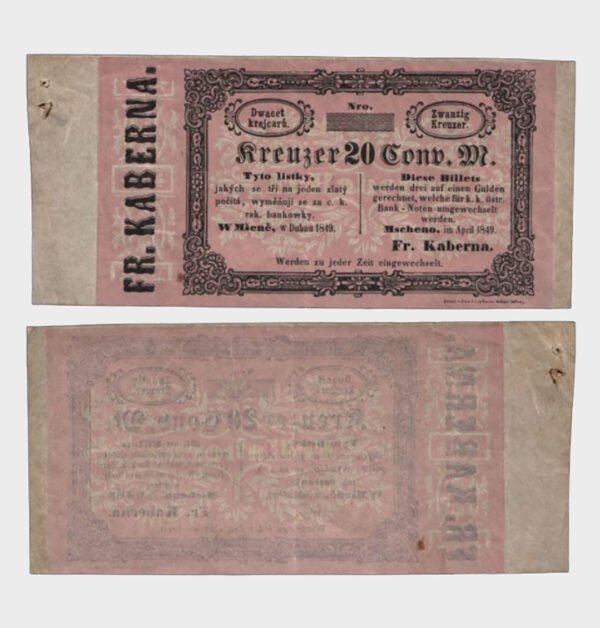 FR. KABERNA.
Dwacet
krejcarů.
Nro.
Zwanzig
Kreuzer.
Kreuzer 20 Conv. M.
Tyto lístky,
jakých se tři na jeden zlatý
počítá, wyměňují se za c. k.
rak. bankowky.
W Mšeně, w Dubnu 1849.
Diese Billets
werden drei auf einen Gulden
gerechnet, welche für k. k. östr.
Bank-Noten umgewechselt
werden.
Mscheno, im April 1849.
Fr. Kaberna.
Werden zu jeder Zeit eingewechselt.